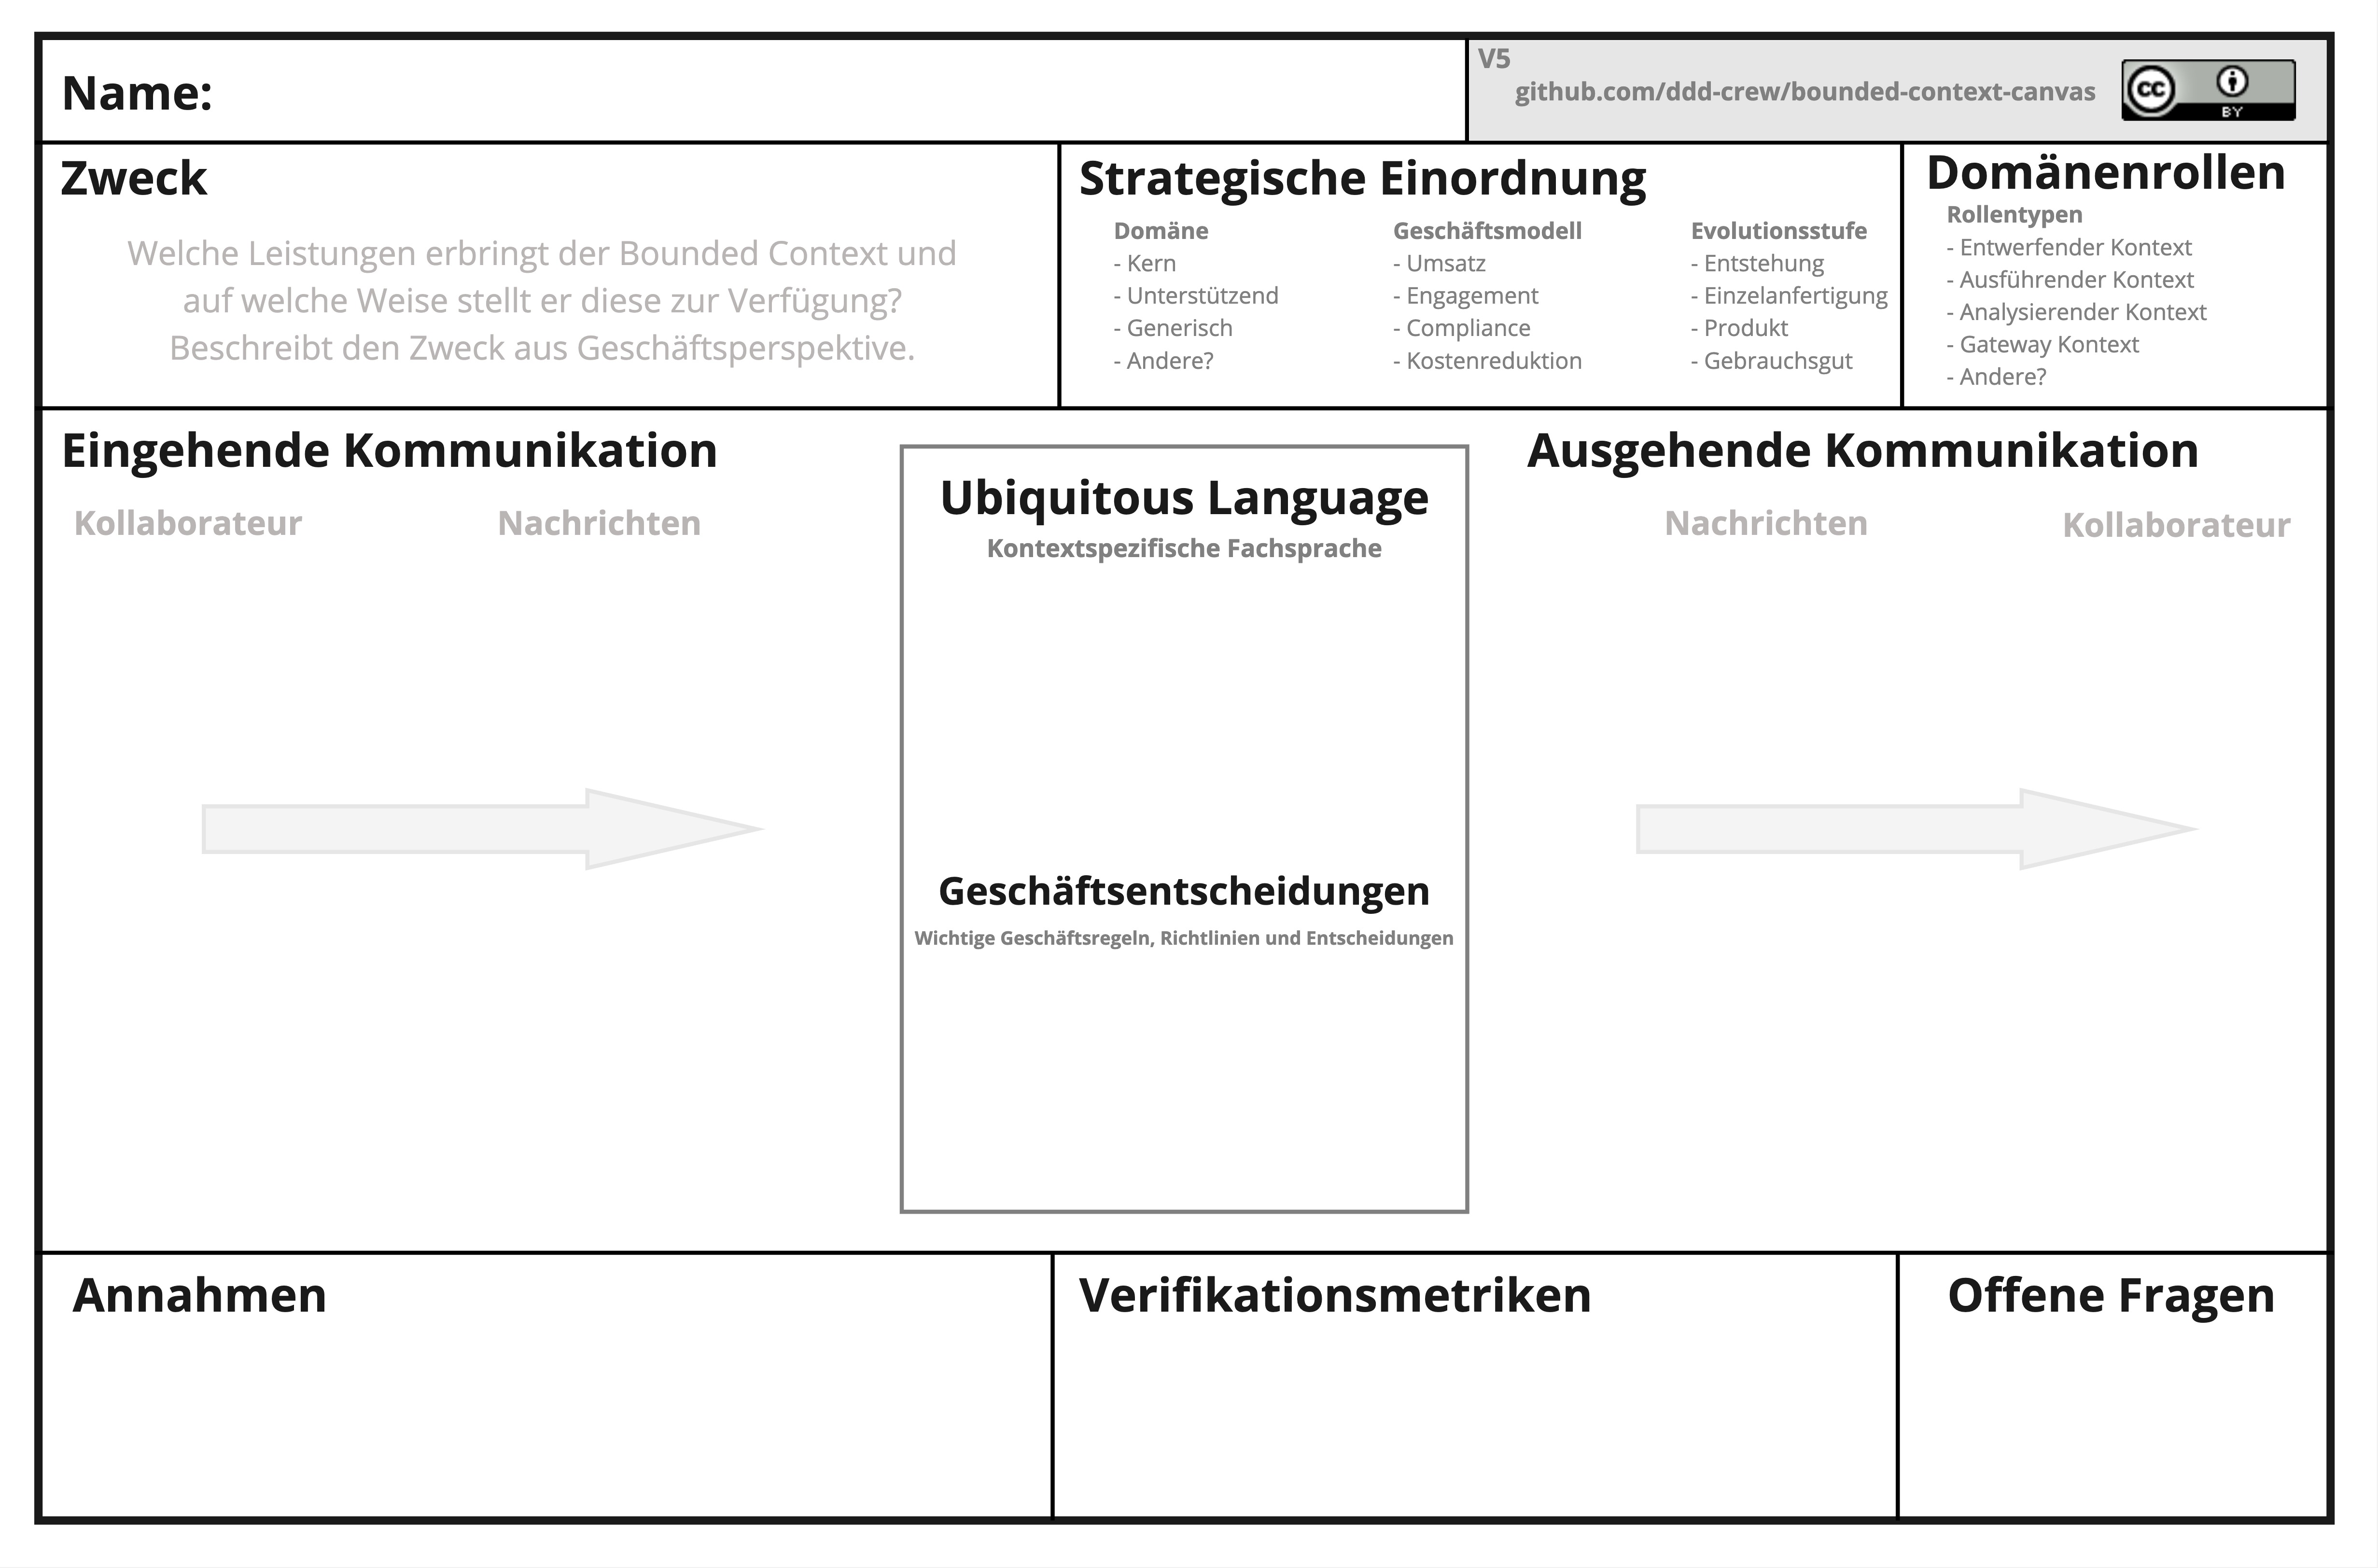 Name:
V5
github.com/ddd-crew/bounded-context-canvas
cc
BY
Zweck
Welche Leistungen erbringt der Bounded Context und
auf welche Weise stellt er diese zur Verfügung?
Beschreibt den Zweck aus Geschäftsperspektive.
Strategische Einordnung
Domäne
- Kern
- Unterstützend
- Generisch
- Andere?
Geschäftsmodell
- Umsatz
- Engagement
- Compliance
- Kostenreduktion
Evolutionsstufe
- Entstehung
- Einzelanfertigung
- Produkt
- Gebrauchsgut
Domänenrollen
Rollentypen
- Entwerfender Kontext
- Ausführender Kontext
- Analysierender Kontext
- Gateway Kontext
- Andere?
Eingehende Kommunikation
Kollaborateur
Nachrichten
Ubiquitous Language
Kontextspezifische Fachsprache
Geschäftsentscheidungen
Wichtige Geschäftsregeln, Richtlinien und Entscheidungen
Ausgehende Kommunikation
Nachrichten
Kollaborateur
Annahmen
Verifikationsmetriken
Offene Fragen